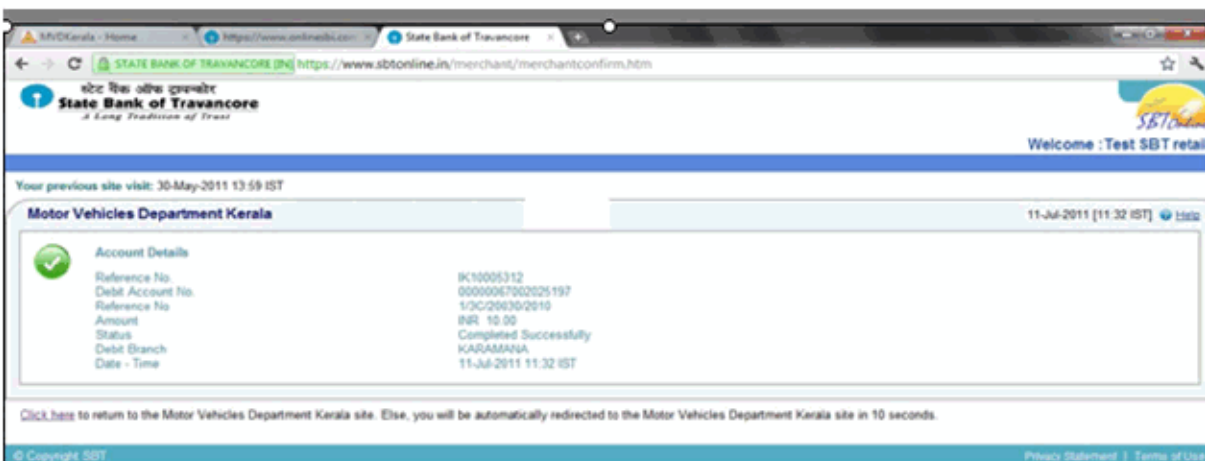 MVDKerala - Home
https://www.onlinesbi.com
State Bank of Travancore
STATE BANK OF TRAVANCORE [IN] https://www.sbtonline.in/merchant/merchantconfirm.htm
स्टेट बैंक ऑफ ट्रावनकोर
State Bank of Travancore
A Long Tradition of Trust
SBTOnline
Welcome : Test SBT retail
Your previous site visit: 30-May-2011 13:59 IST
Motor Vehicles Department Kerala 11-Jul-2011 [11:32 IST] Help
Account Details
Reference No. IK10005312
Debit Account No. 00000067002025197
Reference No 1/3C/20030/2010
Amount INR 10.00
Status Completed Successfully
Debit Branch KARAMANA
Date - Time 11-Jul-2011 11:32 IST
Click here to return to the Motor Vehicles Department Kerala site. Else, you will be automatically redirected to the Motor Vehicles Department Kerala site in 10 seconds.
© Copyright SBT Privacy Statement | Terms of Use